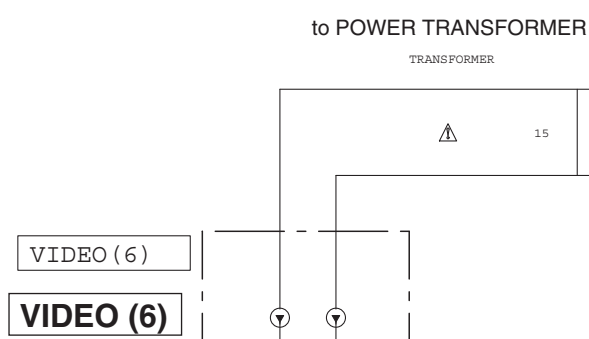 to POWER TRANSFORMER
TRANSFORMER
15
VIDEO(6)
VIDEO (6)